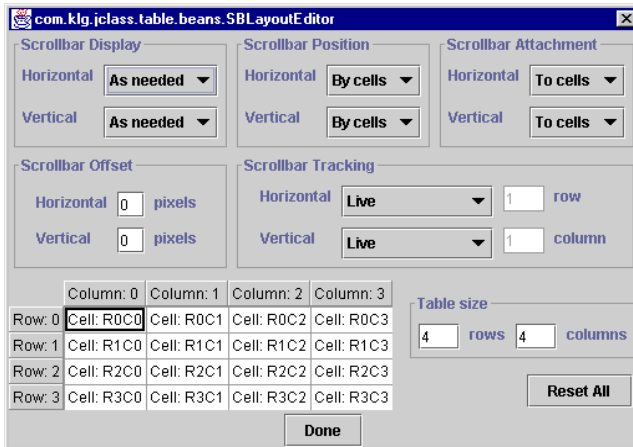 com.klg.jclass.table.beans.SBLayoutEditor
Scrollbar Display
Horizontal As needed
Vertical As needed
Scrollbar Position
Horizontal By cells
Vertical By cells
Scrollbar Attachment
Horizontal To cells
Vertical To cells
Scrollbar Offset
Horizontal 0 pixels
Vertical 0 pixels
Scrollbar Tracking
Horizontal Live 1 row
Vertical Live 1 column
Column: 0 Column: 1 Column: 2 Column: 3
Row: 0 Cell: R0C0 Cell: R0C1 Cell: R0C2 Cell: R0C3
Row: 1 Cell: R1C0 Cell: R1C1 Cell: R1C2 Cell: R1C3
Row: 2 Cell: R2C0 Cell: R2C1 Cell: R2C2 Cell: R2C3
Row: 3 Cell: R3C0 Cell: R3C1 Cell: R3C2 Cell: R3C3
Table size
4 rows 4 columns
Reset All
Done